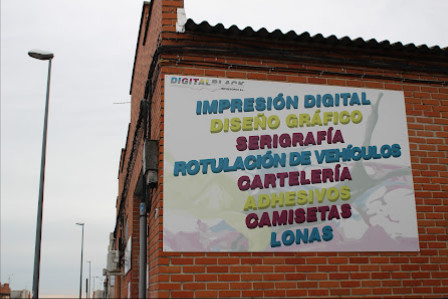 DIGITALBLACK
IMPRESIÓN DIGITAL
DISEÑO GRÁFICO
SERIGRAFÍA
ROTULACIÓN DE VEHÍCULOS
CARTELERÍA
ADHESIVOS
CAMISETAS
LONAS